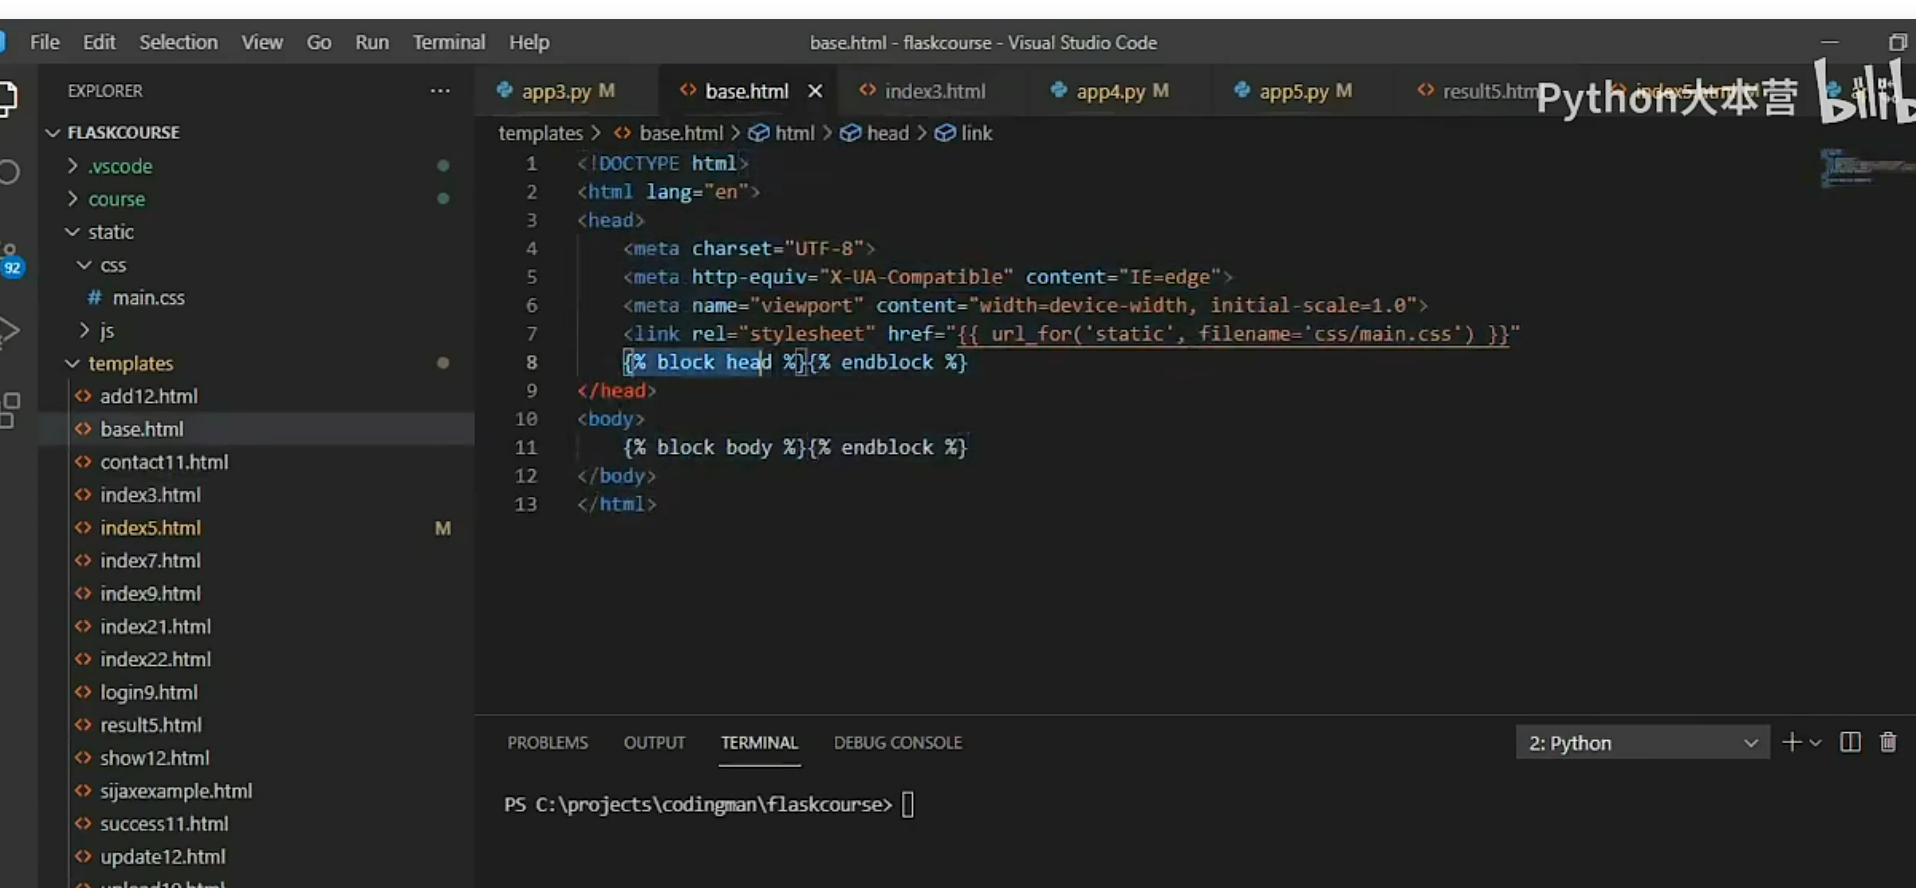 File Edit Selection View Go Run Terminal Help
base.html - flaskcourse - Visual Studio Code
EXPLORER
app3.py M
base.html
index3.html
app4.py M
app5.py M
result5.htm
index5.html M
Python大本营
bilib
FLASKCOURSE
.vscode
course
static
css
# main.css
js
templates
add12.html
base.html
contact11.html
index3.html
index5.html M
index7.html
index9.html
index21.html
index22.html
login9.html
result5.html
show12.html
sijaxexample.html
success11.html
update12.html
92
templates > base.html > html > head > link
1 <!DOCTYPE html>
2 <html lang="en">
3 <head>
4 <meta charset="UTF-8">
5 <meta http-equiv="X-UA-Compatible" content="IE=edge">
6 <meta name="viewport" content="width=device-width, initial-scale=1.0">
7 <link rel="stylesheet" href="{{ url_for('static', filename='css/main.css') }}"
8 {% block head %}{% endblock %}
9 </head>
10 <body>
11 {% block body %}{% endblock %}
12 </body>
13 </html>
PROBLEMS OUTPUT TERMINAL DEBUG CONSOLE
2: Python
PS C:\projects\codingman\flaskcourse>